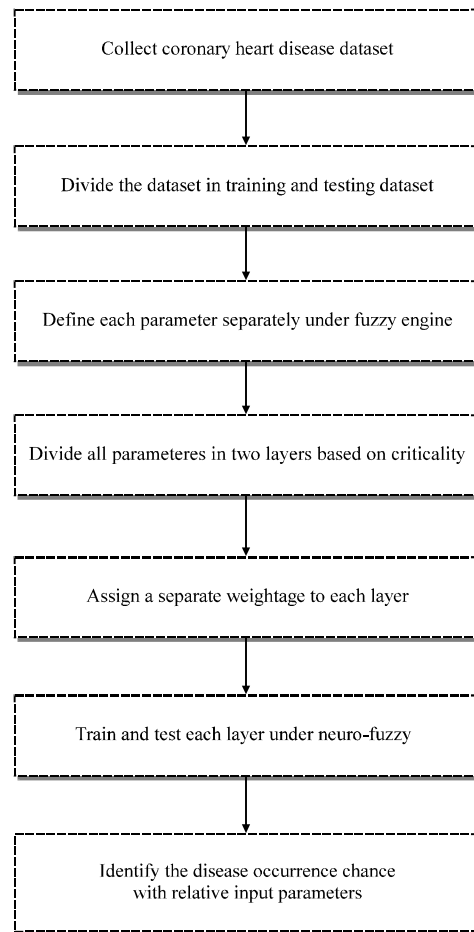 Collect coronary heart disease dataset
Divide the dataset in training and testing dataset
Define each parameter separately under fuzzy engine
Divide all parameteres in two layers based on criticality
Assign a separate weightage to each layer
Train and test each layer under neuro-fuzzy
Identify the disease occurrence chance
with relative input parameters